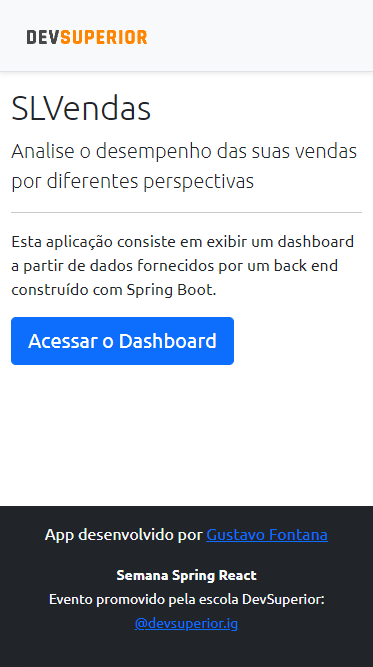 DEVSUPERIOR
SLVendas
Analise o desempenho das suas vendas
por diferentes perspectivas
Esta aplicação consiste em exibir um dashboard
a partir de dados fornecidos por um back end
construído com Spring Boot.
Acessar o Dashboard
App desenvolvido por Gustavo Fontana
Semana Spring React
Evento promovido pela escola DevSuperior:
@devsuperior.ig